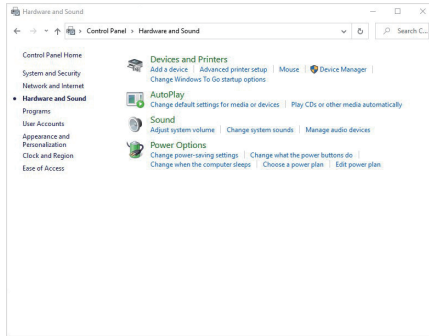 Hardware and Sound
Control Panel > Hardware and Sound
Search C...
Control Panel Home
System and Security
Network and Internet
Hardware and Sound
Programs
User Accounts
Appearance and
Personalization
Clock and Region
Ease of Access
Devices and Printers
Add a device | Advanced printer setup | Mouse | Device Manager |
Change Windows To Go startup options
AutoPlay
Change default settings for media or devices | Play CDs or other media automatically
Sound
Adjust system volume | Change system sounds | Manage audio devices
Power Options
Change power-saving settings | Change what the power buttons do |
Change when the computer sleeps | Choose a power plan | Edit power plan